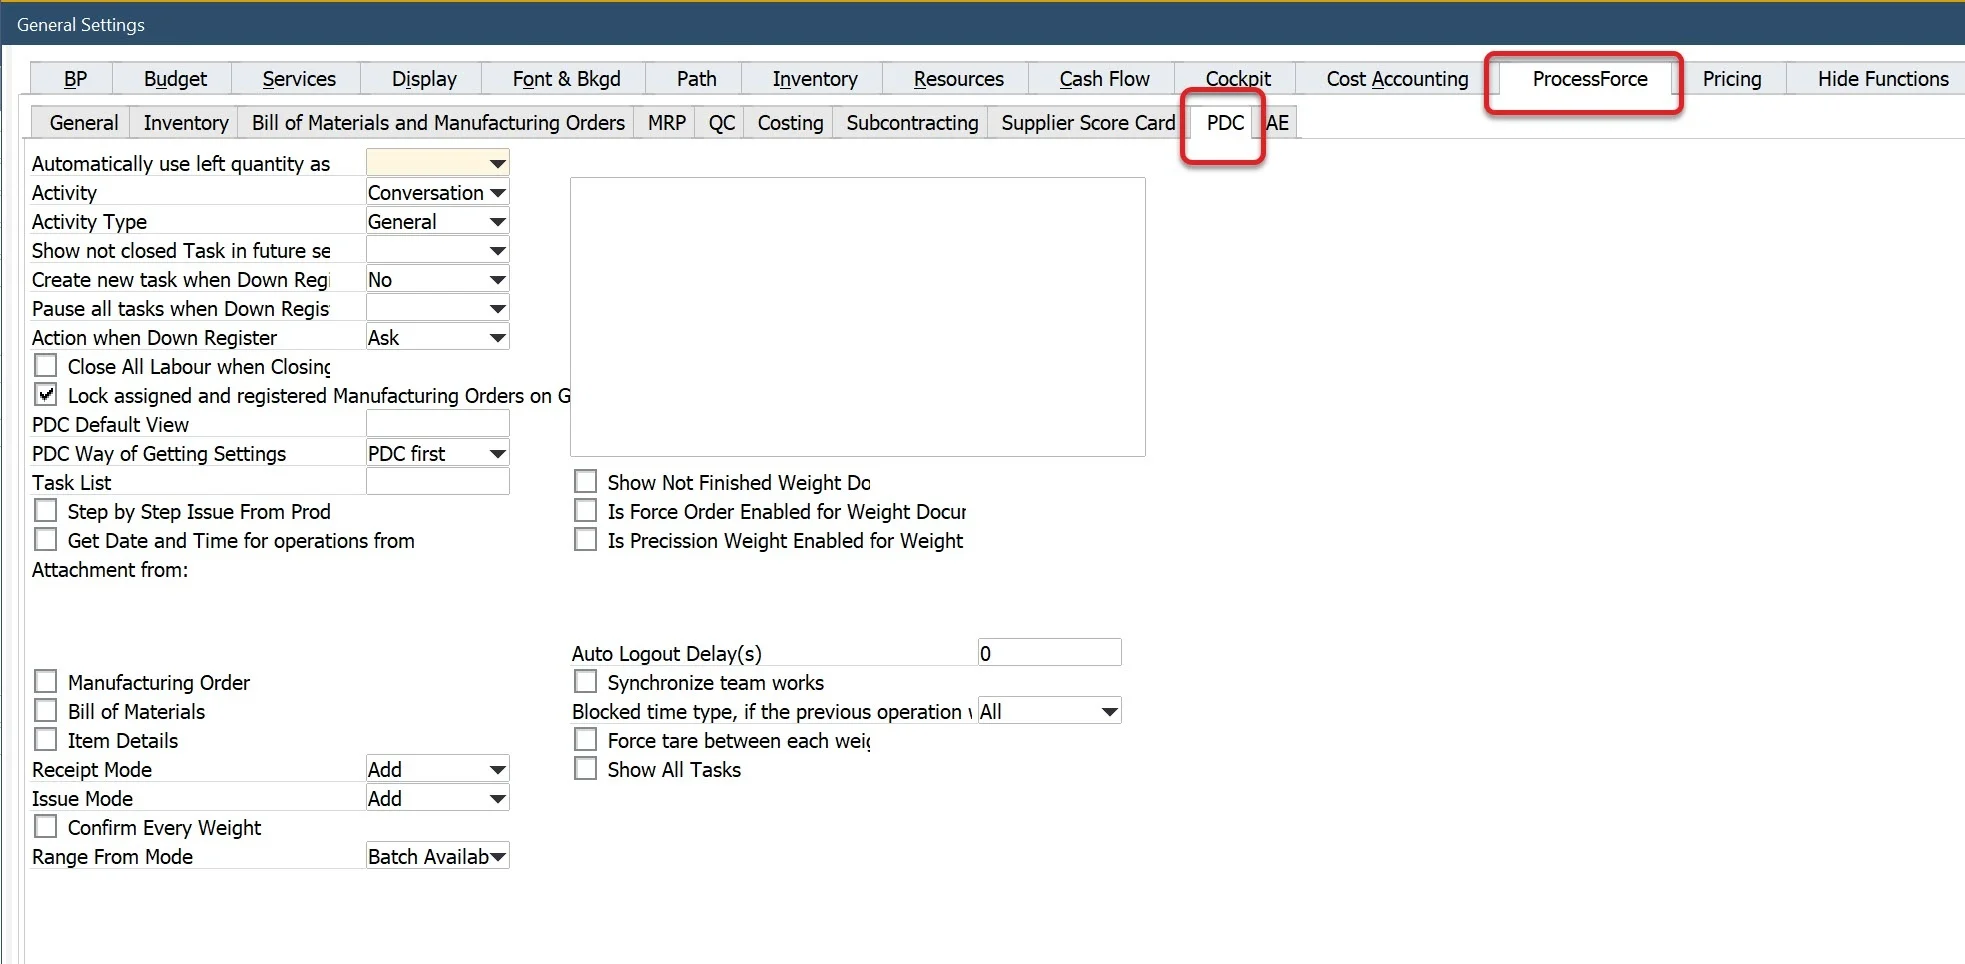 General Settings
BP Budget Services Display Font & Bkgd Path Inventory Resources Cash Flow Cockpit Cost Accounting ProcessForce Pricing Hide Functions
General Inventory Bill of Materials and Manufacturing Orders MRP QC Costing Subcontracting Supplier Score Card PDC AE
Automatically use left quantity as
Activity Conversation
Activity Type General
Show not closed Task in future se
Create new task when Down Regi No
Pause all tasks when Down Regis
Action when Down Register Ask
Close All Labour when Closing
Lock assigned and registered Manufacturing Orders on G
PDC Default View
PDC Way of Getting Settings PDC first
Task List
Show Not Finished Weight Do
Step by Step Issue From Prod
Is Force Order Enabled for Weight Docur
Get Date and Time for operations from
Is Precission Weight Enabled for Weight
Attachment from:
Auto Logout Delay(s) 0
Manufacturing Order
Synchronize team works
Bill of Materials
Blocked time type, if the previous operation All
Item Details
Force tare between each weig
Receipt Mode Add
Show All Tasks
Issue Mode Add
Confirm Every Weight
Range From Mode Batch Availab